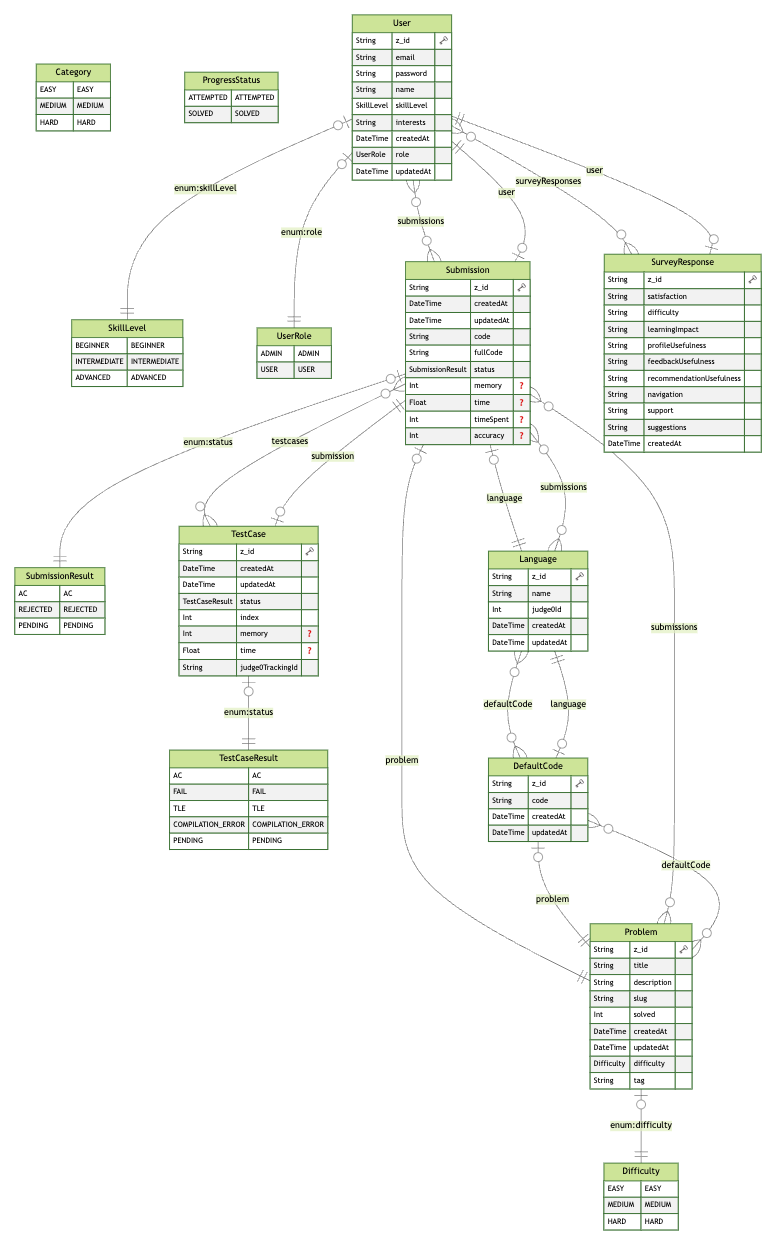 User
String z_id
String email
String password
String name
SkillLevel skillLevel
String interests
DateTime createdAt
UserRole role
DateTime updatedAt
Category
EASY EASY
MEDIUM MEDIUM
HARD HARD
ProgressStatus
ATTEMPTED ATTEMPTED
SOLVED SOLVED
enum:skillLevel
enum:role
submissions
user
surveyResponses
user
SkillLevel
BEGINNER BEGINNER
INTERMEDIATE INTERMEDIATE
ADVANCED ADVANCED
UserRole
ADMIN ADMIN
USER USER
Submission
String z_id
DateTime createdAt
DateTime updatedAt
String code
String fullCode
SubmissionResult status
Int memory ?
Float time ?
Int timeSpent ?
Int accuracy ?
SurveyResponse
String z_id
String satisfaction
String difficulty
String learningImpact
String profileUsefulness
String feedbackUsefulness
String recommendationUsefulness
String navigation
String support
String suggestions
DateTime createdAt
enum:status
testcases
submission
language
submissions
submissions
problem
SubmissionResult
AC AC
REJECTED REJECTED
PENDING PENDING
TestCase
String z_id
DateTime createdAt
DateTime updatedAt
TestCaseResult status
Int index
Int memory ?
Float time ?
String judge0TrackingId
Language
String z_id
String name
Int judge0Id
DateTime createdAt
DateTime updatedAt
enum:status
defaultCode
language
TestCaseResult
AC AC
FAIL FAIL
TLE TLE
COMPILATION_ERROR COMPILATION_ERROR
PENDING PENDING
DefaultCode
String z_id
String code
DateTime createdAt
DateTime updatedAt
problem
defaultCode
Problem
String z_id
String title
String description
String slug
Int solved
DateTime createdAt
DateTime updatedAt
Difficulty difficulty
String tag
enum:difficulty
Difficulty
EASY EASY
MEDIUM MEDIUM
HARD HARD